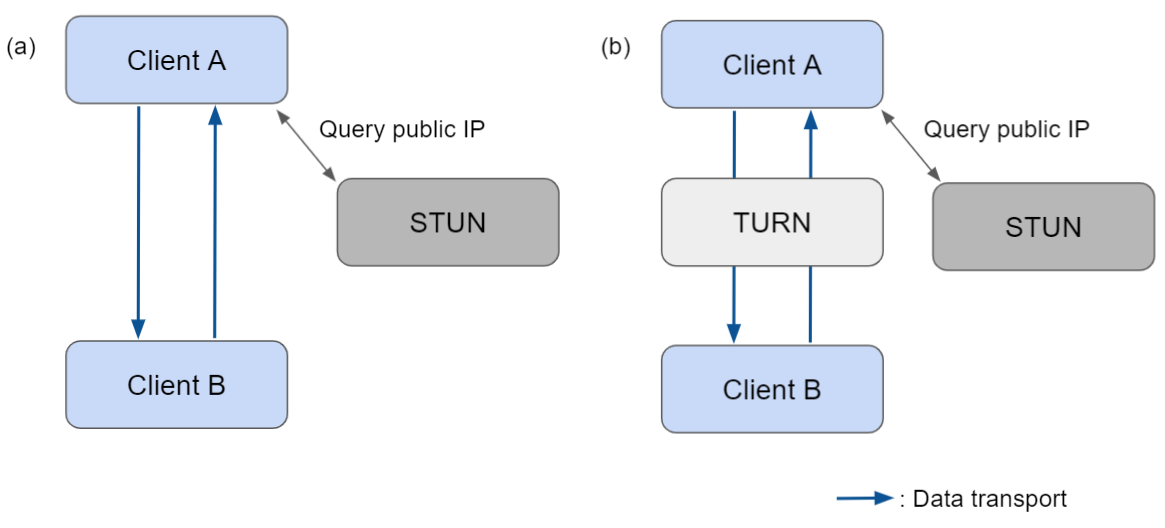 (a)
Client A
Query public IP
STUN
Client B
(b)
Client A
Query public IP
TURN
STUN
Client B
: Data transport